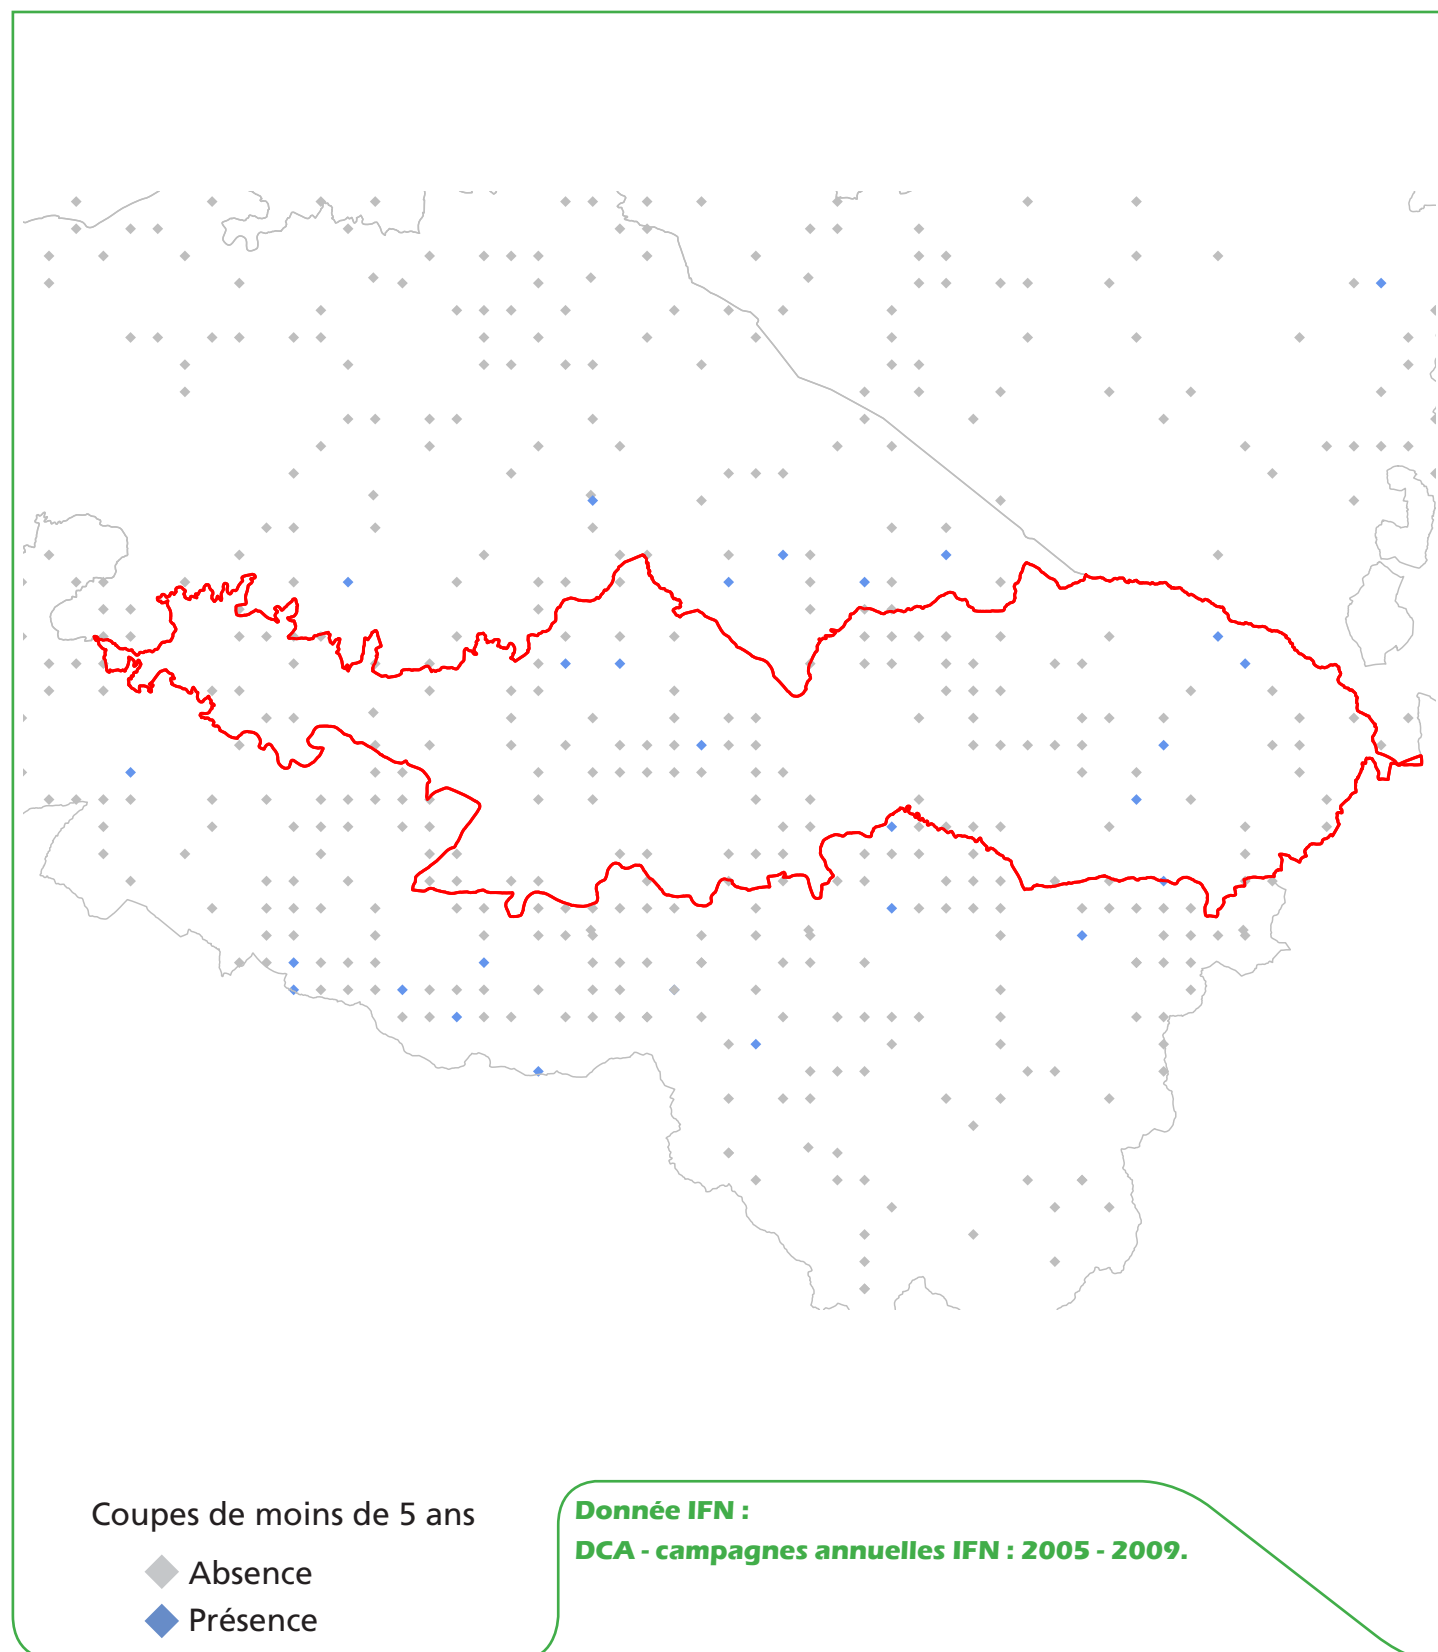 Coupes de moins de 5 ans
Absence
Présence
Donnée IFN :
DCA - campagnes annuelles IFN : 2005 - 2009.